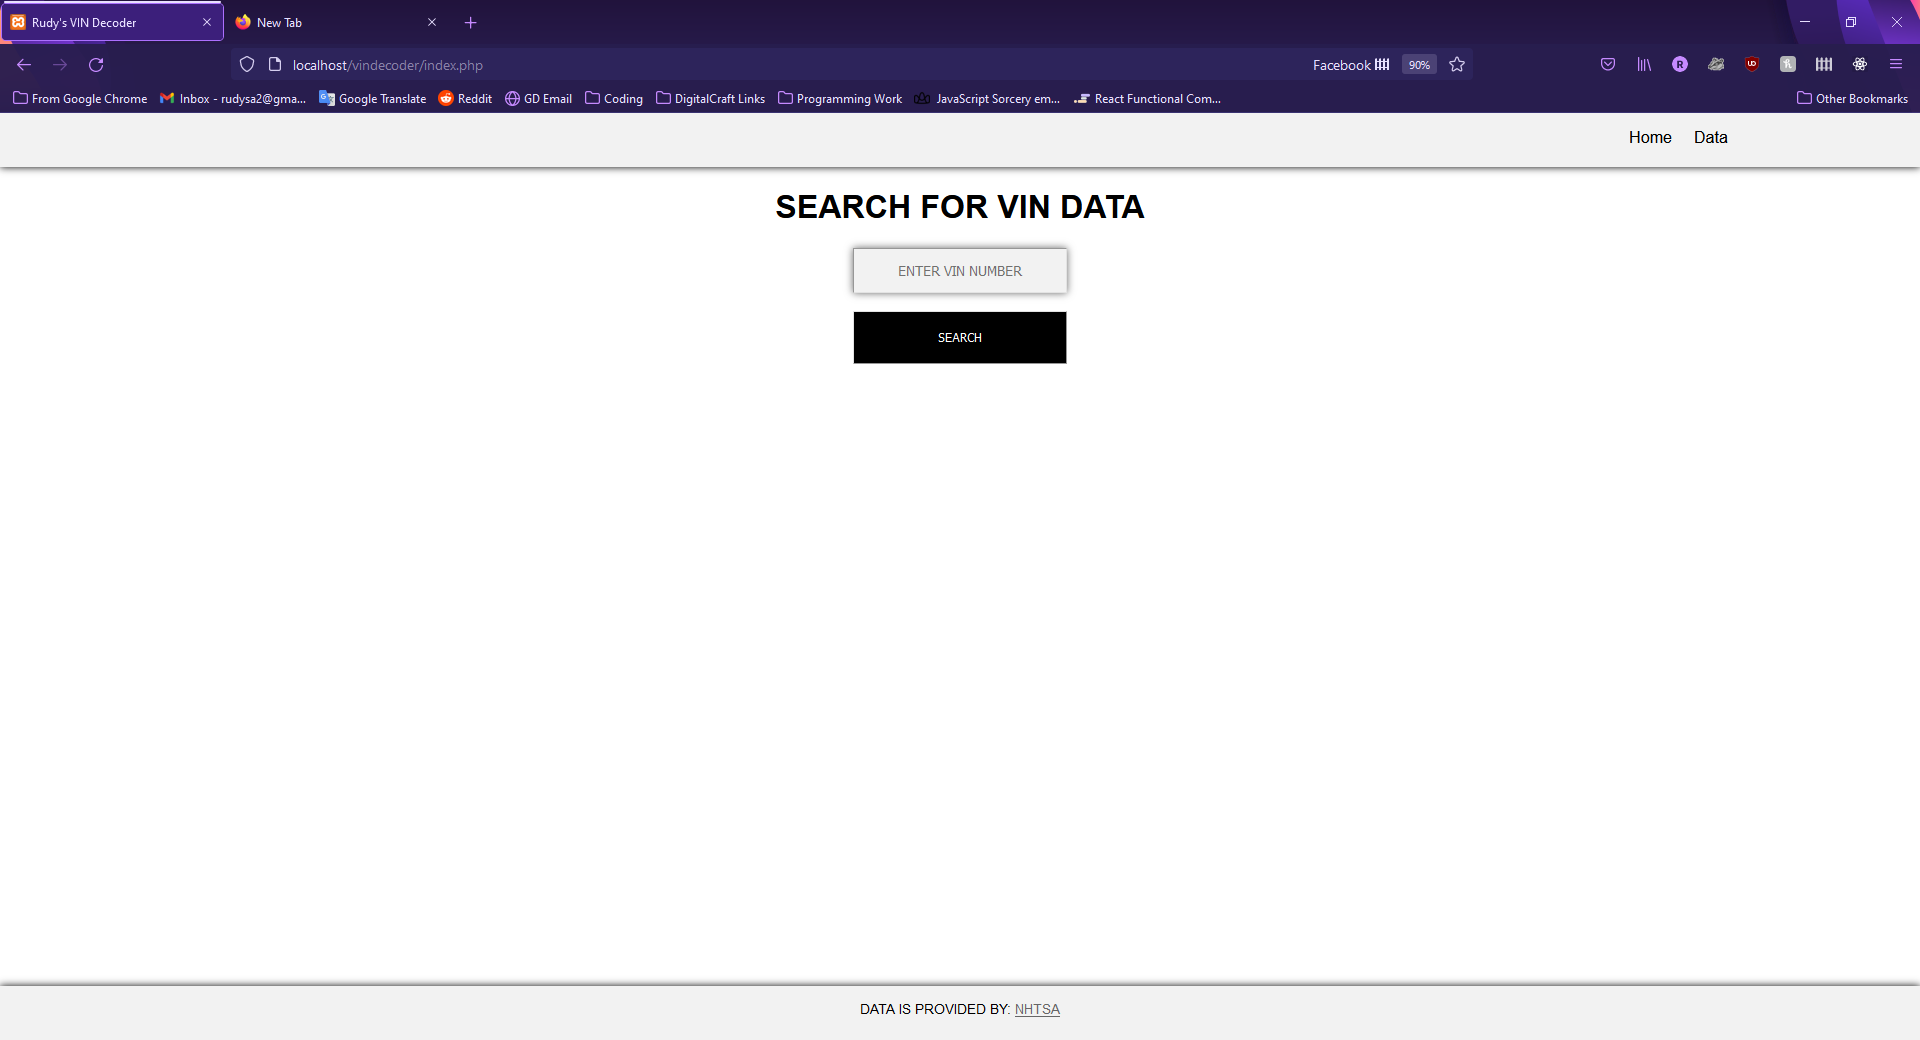 Rudy's VIN Decoder
New Tab
localhost/vindecoder/index.php
Facebook
90%
From Google Chrome
Inbox - rudysa2@gma...
Google Translate
Reddit
GD Email
Coding
DigitalCraft Links
Programming Work
JavaScript Sorcery em...
React Functional Com...
Other Bookmarks
Home
Data
SEARCH FOR VIN DATA
ENTER VIN NUMBER
SEARCH
DATA IS PROVIDED BY: NHTSA